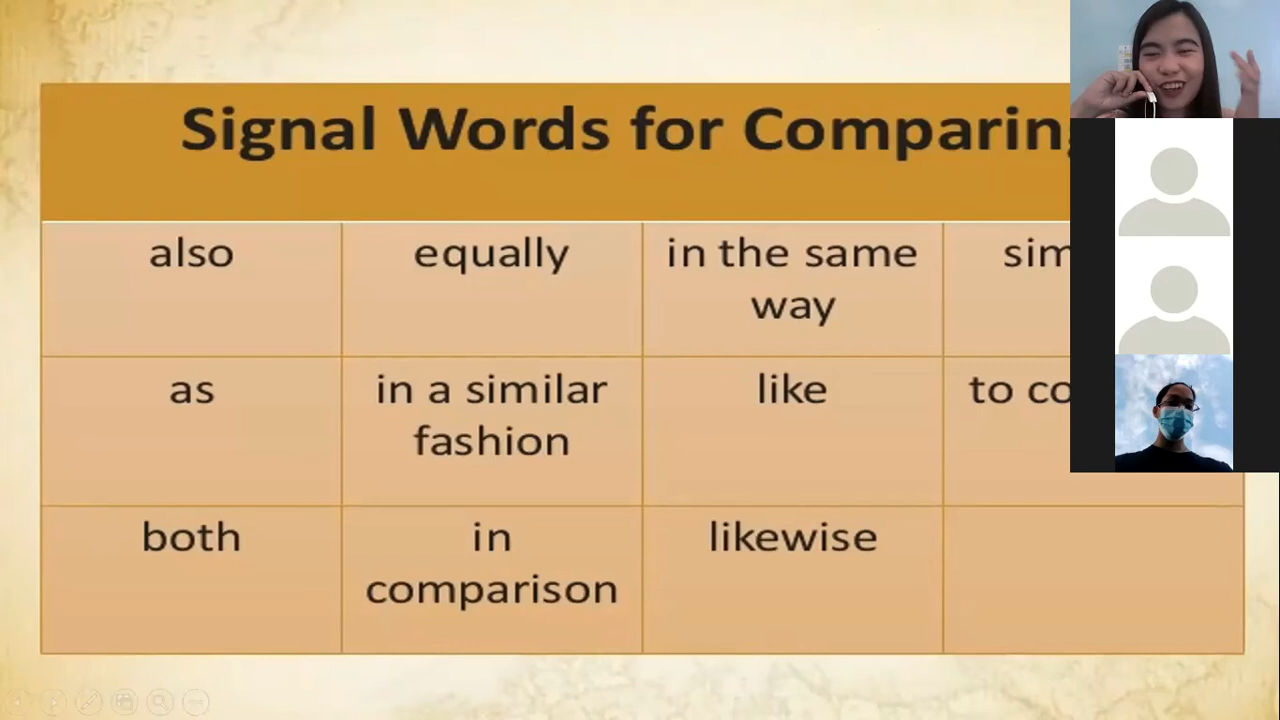 Signal Words for
also equally in the same sim
way
as in a similar like to co
fashion
both in likewise
comparison